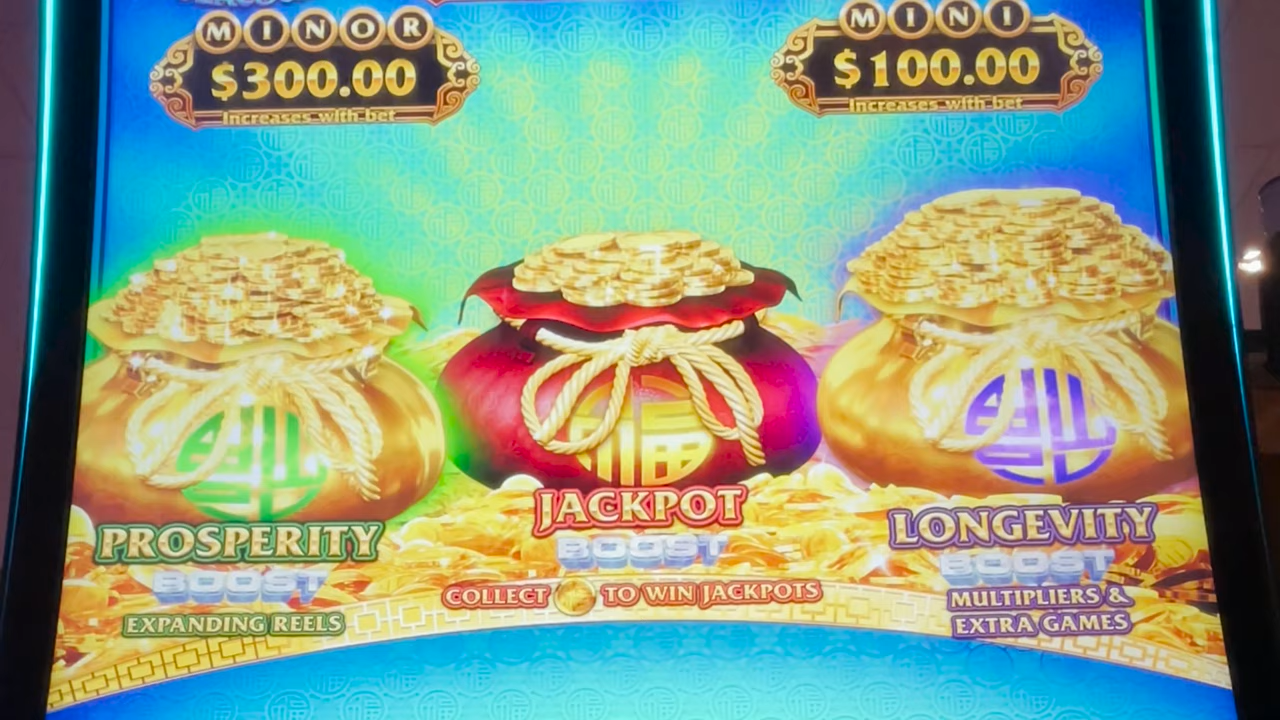 MINOR
$300.00
Increases with bet
MINI
$100.00
Increases with bet
PROSPERITY
BOOST
EXPANDING REELS
JACKPOT
BOOST
COLLECT TO WIN JACKPOTS
LONGEVITY
BOOST
MULTIPLIERS &
EXTRA GAMES